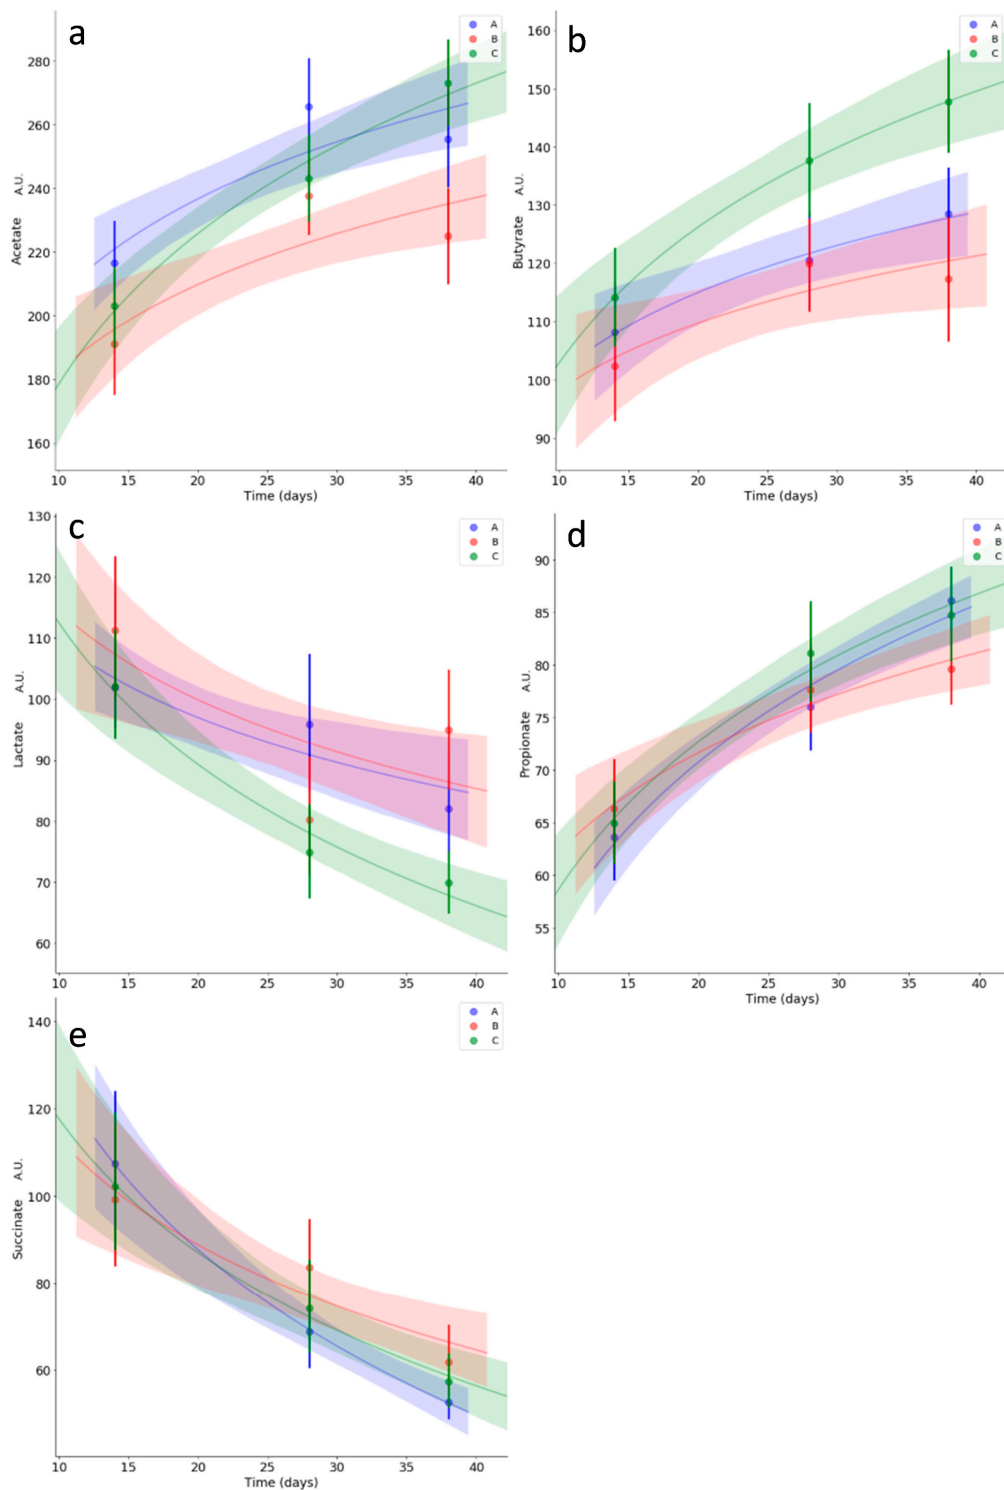 a
A
B
C
280
260
240
220
200
180
160
Acetate A.U.
10 15 20 25 30 35 40
Time (days)
b
A
B
C
160
150
140
130
120
110
100
90
Butyrate A.U.
10 15 20 25 30 35 40
Time (days)
c
A
B
C
130
120
110
100
90
80
70
60
Lactate A.U.
10 15 20 25 30 35 40
d
A
B
C
90
85
80
75
70
65
60
55
Propionate A.U.
10 15 20 25 30 35 40
Time (days)
e
A
B
C
140
120
100
80
60
Succinate A.U.
10 15 20 25 30 35 40
Time (days)